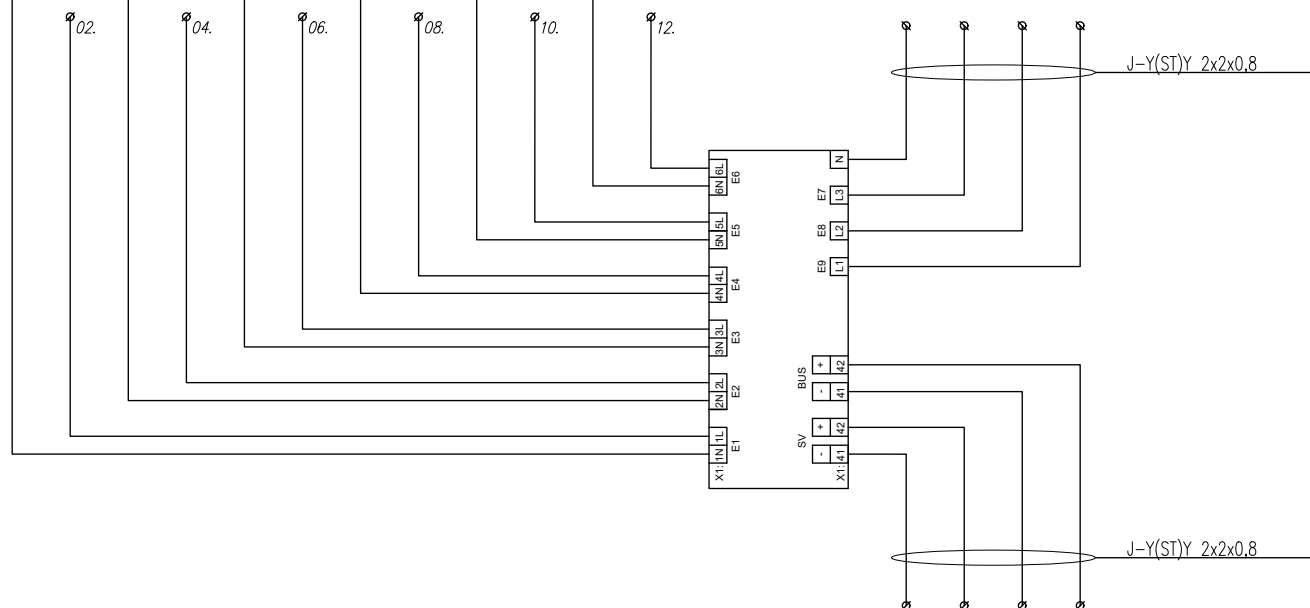 02.
04.
06.
08.
10.
12.
J-Y(ST)Y 2x2x0,8
6L
6N
E6
5L
5N
E5
4L
4N
E4
3L
3N
E3
2L
2N
E2
1L
X1: 1N
E1
N
E7 L3
E8 L2
E9 L1
BUS
+ 42
- 41
SV
+ 42
- X1: 41
J-Y(ST)Y 2x2x0,8